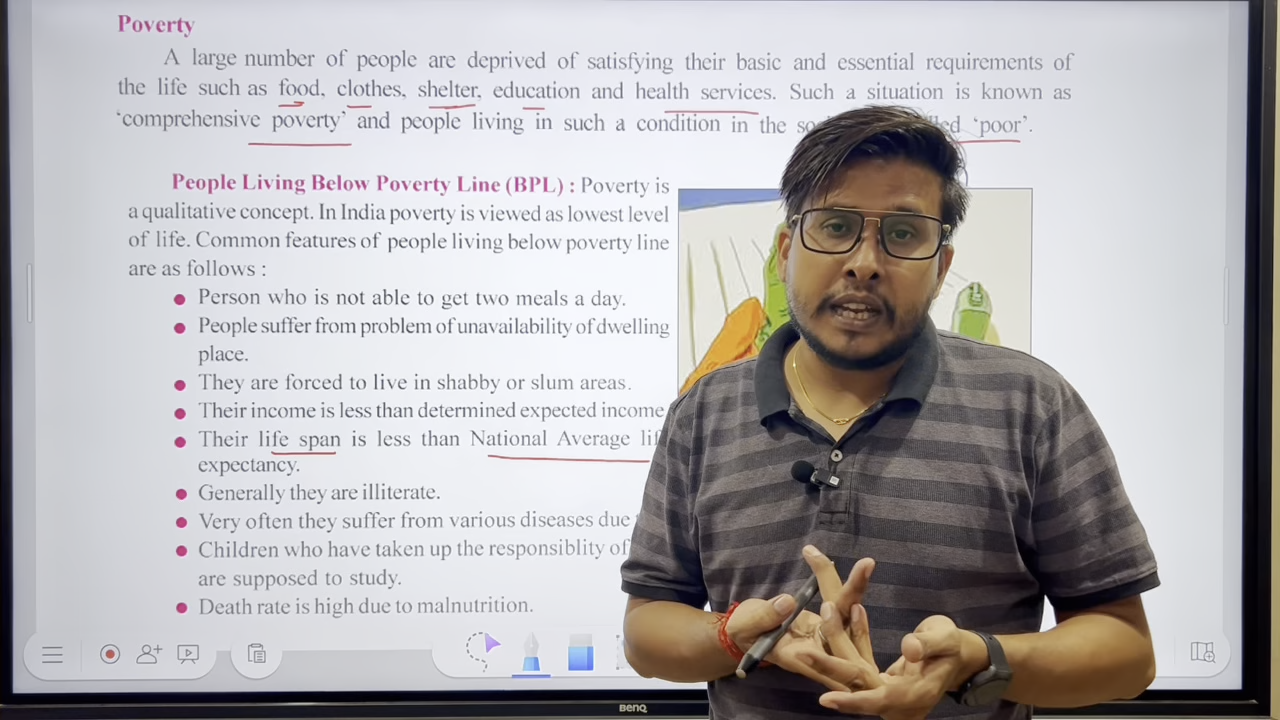 Poverty
A large number of people are deprived of satisfying their basic and essential requirements of
the life such as food, clothes, shelter, education and health services. Such a situation is known as
‘comprehensive poverty’ and people living in such a condition in the ‘poor’.
People Living Below Poverty Line (BPL) : Poverty is
a qualitative concept. In India poverty is viewed as lowest level
of life. Common features of people living below poverty line
are as follows :
● Person who is not able to get two meals a day.
● People suffer from problem of unavailability of dwelling
place.
● They are forced to live in shabby or slum areas.
● Their income is less than determined expected income
● Their life span is less than National Average
expectancy.
● Generally they are illiterate.
● Very often they suffer from various diseases due
● Children who have taken up the responsiblity of
are supposed to study.
● Death rate is high due to malnutrition.
BenQ